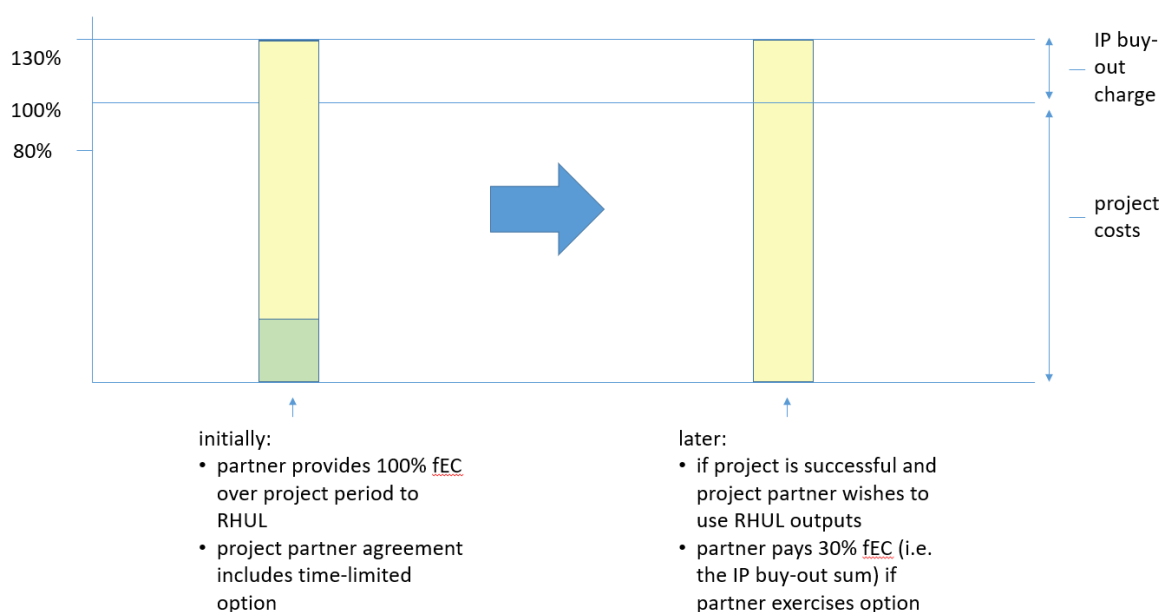 130%
100%
80%
IP buy-
out
charge
project
costs
initially:
• partner provides 100% fEC
over project period to
RHUL
• project partner agreement
includes time-limited
option
later:
• if project is successful and
project partner wishes to
use RHUL outputs
• partner pays 30% fEC (i.e.
the IP buy-out sum) if
partner exercises option